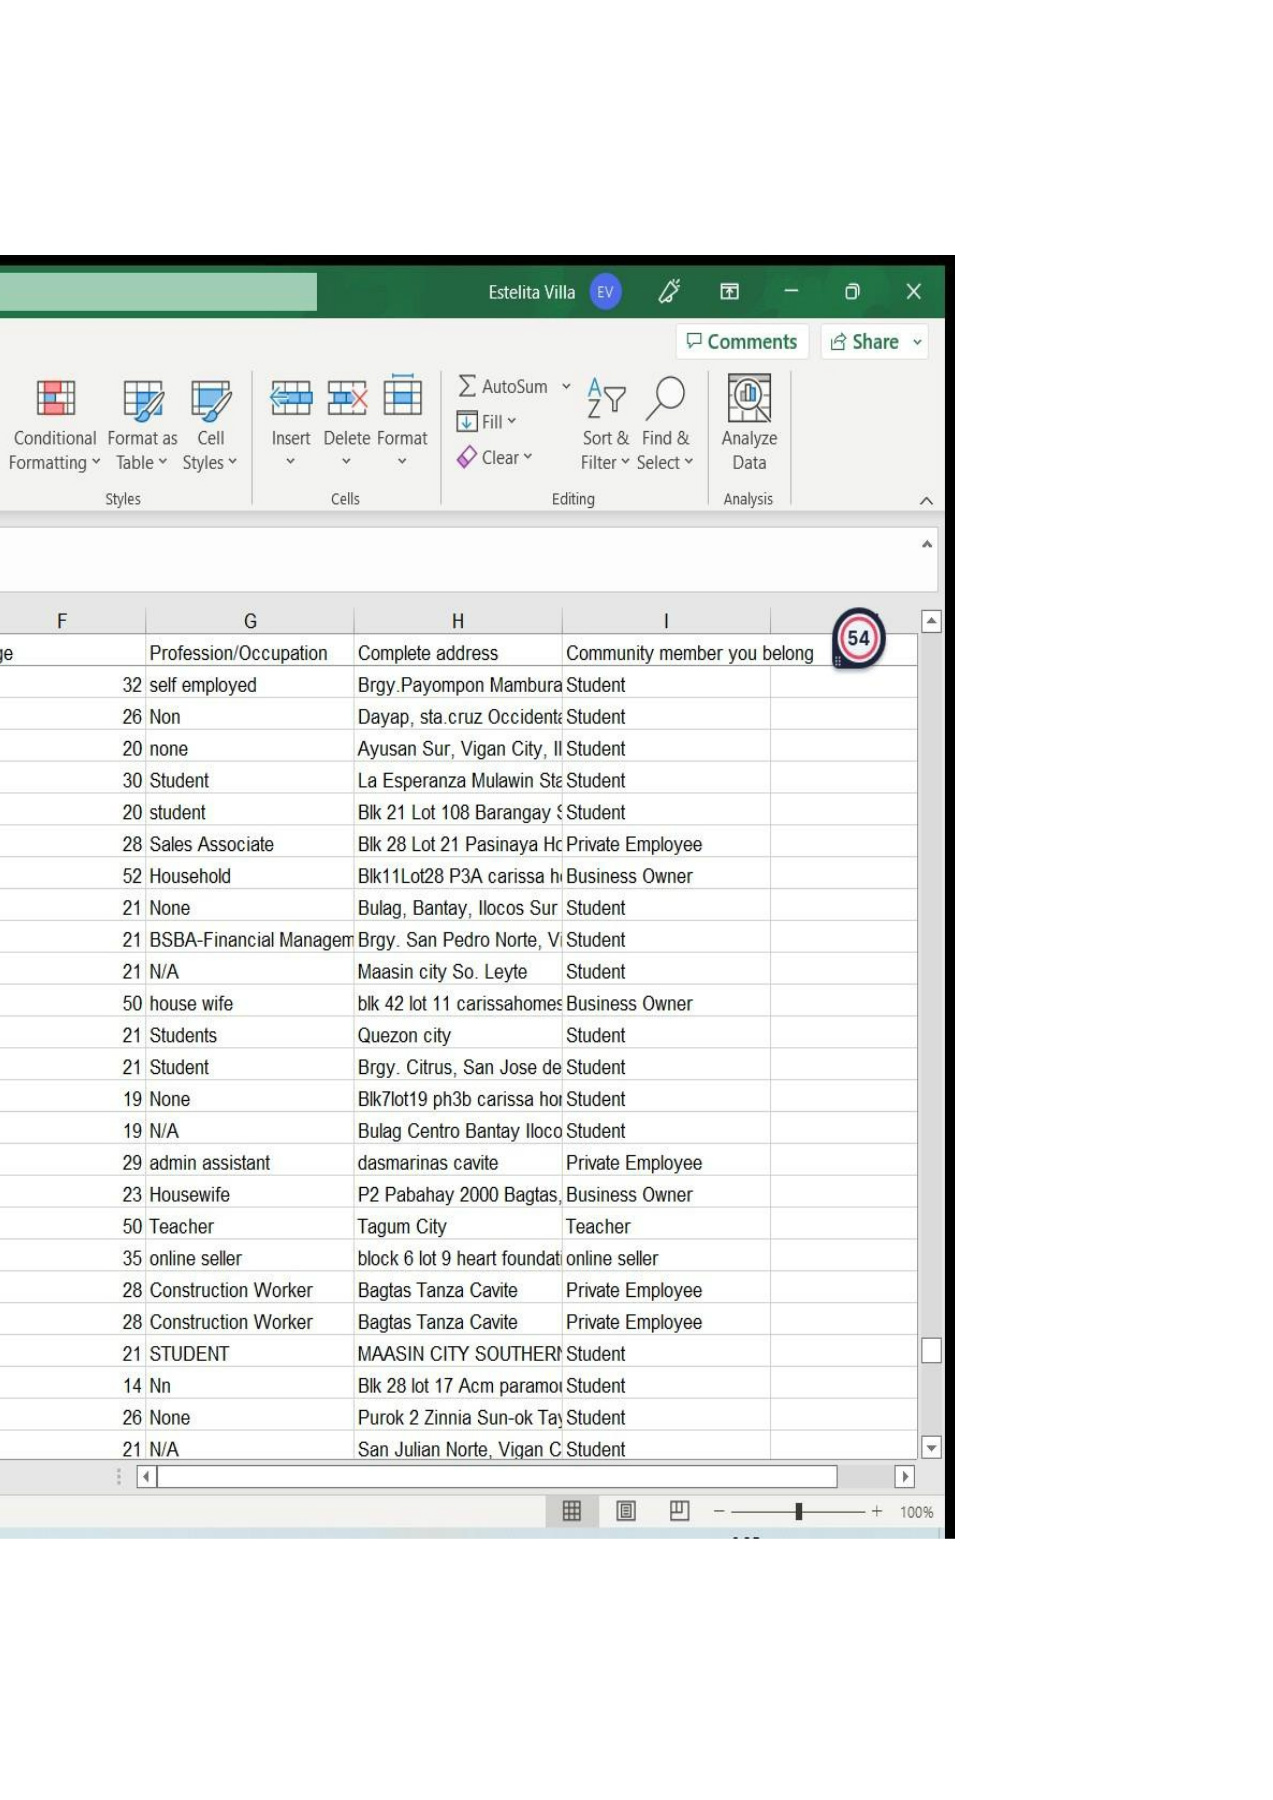 Estelita Villa EV
Comments Share
AutoSum
Fill
Clear
Conditional Format as Cell Insert Delete Format Sort & Find & Analyze
Formatting Table Styles Filter Select Data
Styles Cells Editing Analysis
F G H I
ge Profession/Occupation Complete address Community member you belong 54
32 self employed Brgy.Payompon Mambura Student
26 Non Dayap, sta.cruz Occidenta Student
20 none Ayusan Sur, Vigan City, Il Student
30 Student La Esperanza Mulawin Sta Student
20 student Blk 21 Lot 108 Barangay S Student
28 Sales Associate Blk 28 Lot 21 Pasinaya Ho Private Employee
52 Household Blk11Lot28 P3A carissa h Business Owner
21 None Bulag, Bantay, Ilocos Sur Student
21 BSBA-Financial Managem Brgy. San Pedro Norte, Vi Student
21 N/A Maasin city So. Leyte Student
50 house wife blk 42 lot 11 carissahomes Business Owner
21 Students Quezon city Student
21 Student Brgy. Citrus, San Jose de Student
19 None Blk7lot19 ph3b carissa ho Student
19 N/A Bulag Centro Bantay Iloco Student
29 admin assistant dasmarinas cavite Private Employee
23 Housewife P2 Pabahay 2000 Bagtas, Business Owner
50 Teacher Tagum City Teacher
35 online seller block 6 lot 9 heart foundati online seller
28 Construction Worker Bagtas Tanza Cavite Private Employee
28 Construction Worker Bagtas Tanza Cavite Private Employee
21 STUDENT MAASIN CITY SOUTHERN Student
14 Nn Blk 28 lot 17 Acm paramou Student
26 None Purok 2 Zinnia Sun-ok Tay Student
21 N/A San Julian Norte, Vigan C Student
100%